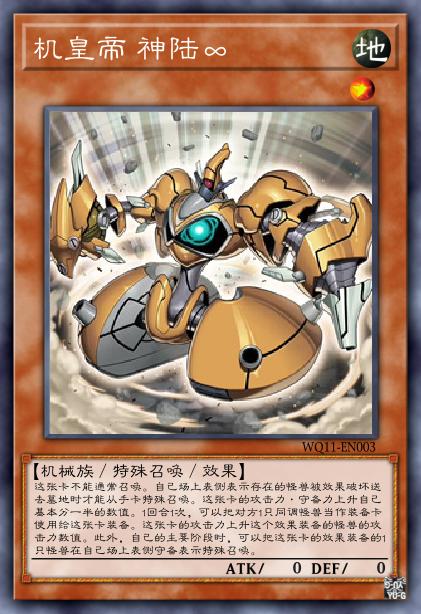 机皇帝 神陆∞
地
WQ11-EN003
【机械族／特殊召唤／效果】
这张卡不能通常召唤。自己场上表侧表示存在的怪兽被效果破坏送
去墓地时才能从手卡特殊召唤。这张卡的攻击力·守备力上升自己
基本分一半的数值。1回合1次，可以把对方1只同调怪兽当作装备卡
使用给这张卡装备。这张卡的攻击力上升这个效果装备的怪兽的攻
击力数值。此外，自己的主要阶段时，可以把这张卡的效果装备的1
只怪兽在自己场上表侧守备表示特殊召唤。
ATK/ 0 DEF/ 0